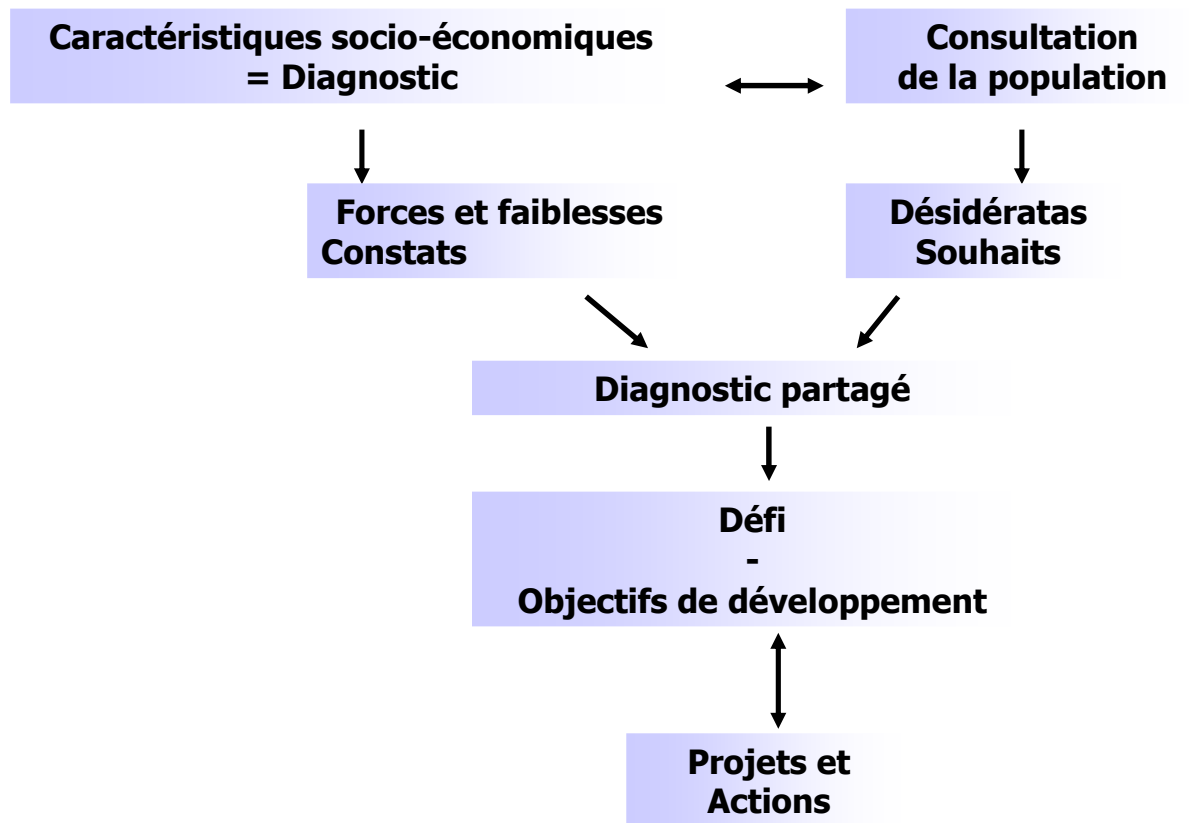 Caractéristiques socio-économiques
= Diagnostic
Consultation
de la population
Forces et faiblesses
Constats
Désidératas
Souhaits
Diagnostic partagé
Défi
-
Objectifs de développement
Projets et
Actions